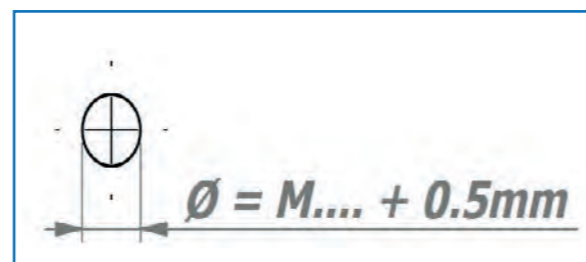 Ø = M.... + 0.5mm